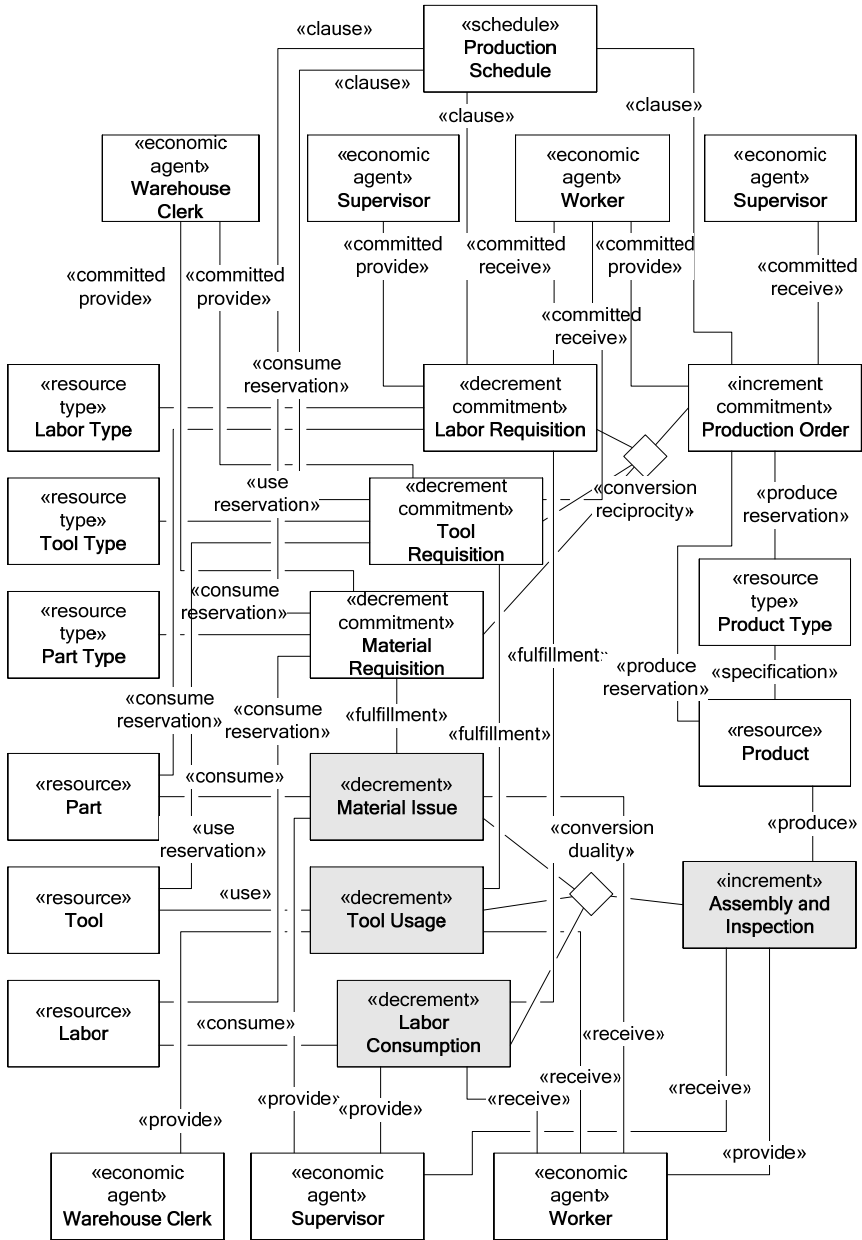 «clause»
«schedule»
Production
Schedule
«clause»
«clause»
«clause»
«economic
agent»
Warehouse
Clerk
«economic
agent»
Supervisor
«economic
agent»
Worker
«economic
agent»
Supervisor
«committed
provide»
«committed
receive»
«committed
provide»
«committed
provide»
«committed
provide»
«committed
receive»
«committed
receive»
«consume
reservation»
«resource
type»
Labor Type
«decrement
commitment»
Labor Requisition
«increment
commitment»
Production Order
«use
reservation»
«conversion
reciprocity»
«produce
reservation»
«resource
type»
Tool Type
«decrement
commitment»
Tool
Requisition
«resource
type»
Product Type
«consume
reservation»
«resource
type»
Part Type
«decrement
commitment»
Material
Requisition
«fulfillment»
«produce
reservation»
«specification»
«consume
reservation»
«consume
reservation»
«fulfillment»
«fulfillment»
«resource»
Product
«resource»
Part
«consume»
«decrement»
Material Issue
«use
reservation»
«conversion
duality»
«produce»
«resource»
Tool
«use»
«decrement»
Tool Usage
«increment»
Assembly and
Inspection
«resource»
Labor
«consume»
«decrement»
Labor
Consumption
«receive»
«receive»
«receive»
«receive»
«provide»
«provide»
«provide»
«provide»
«economic
agent»
Warehouse Clerk
«economic
agent»
Supervisor
«economic
agent»
Worker